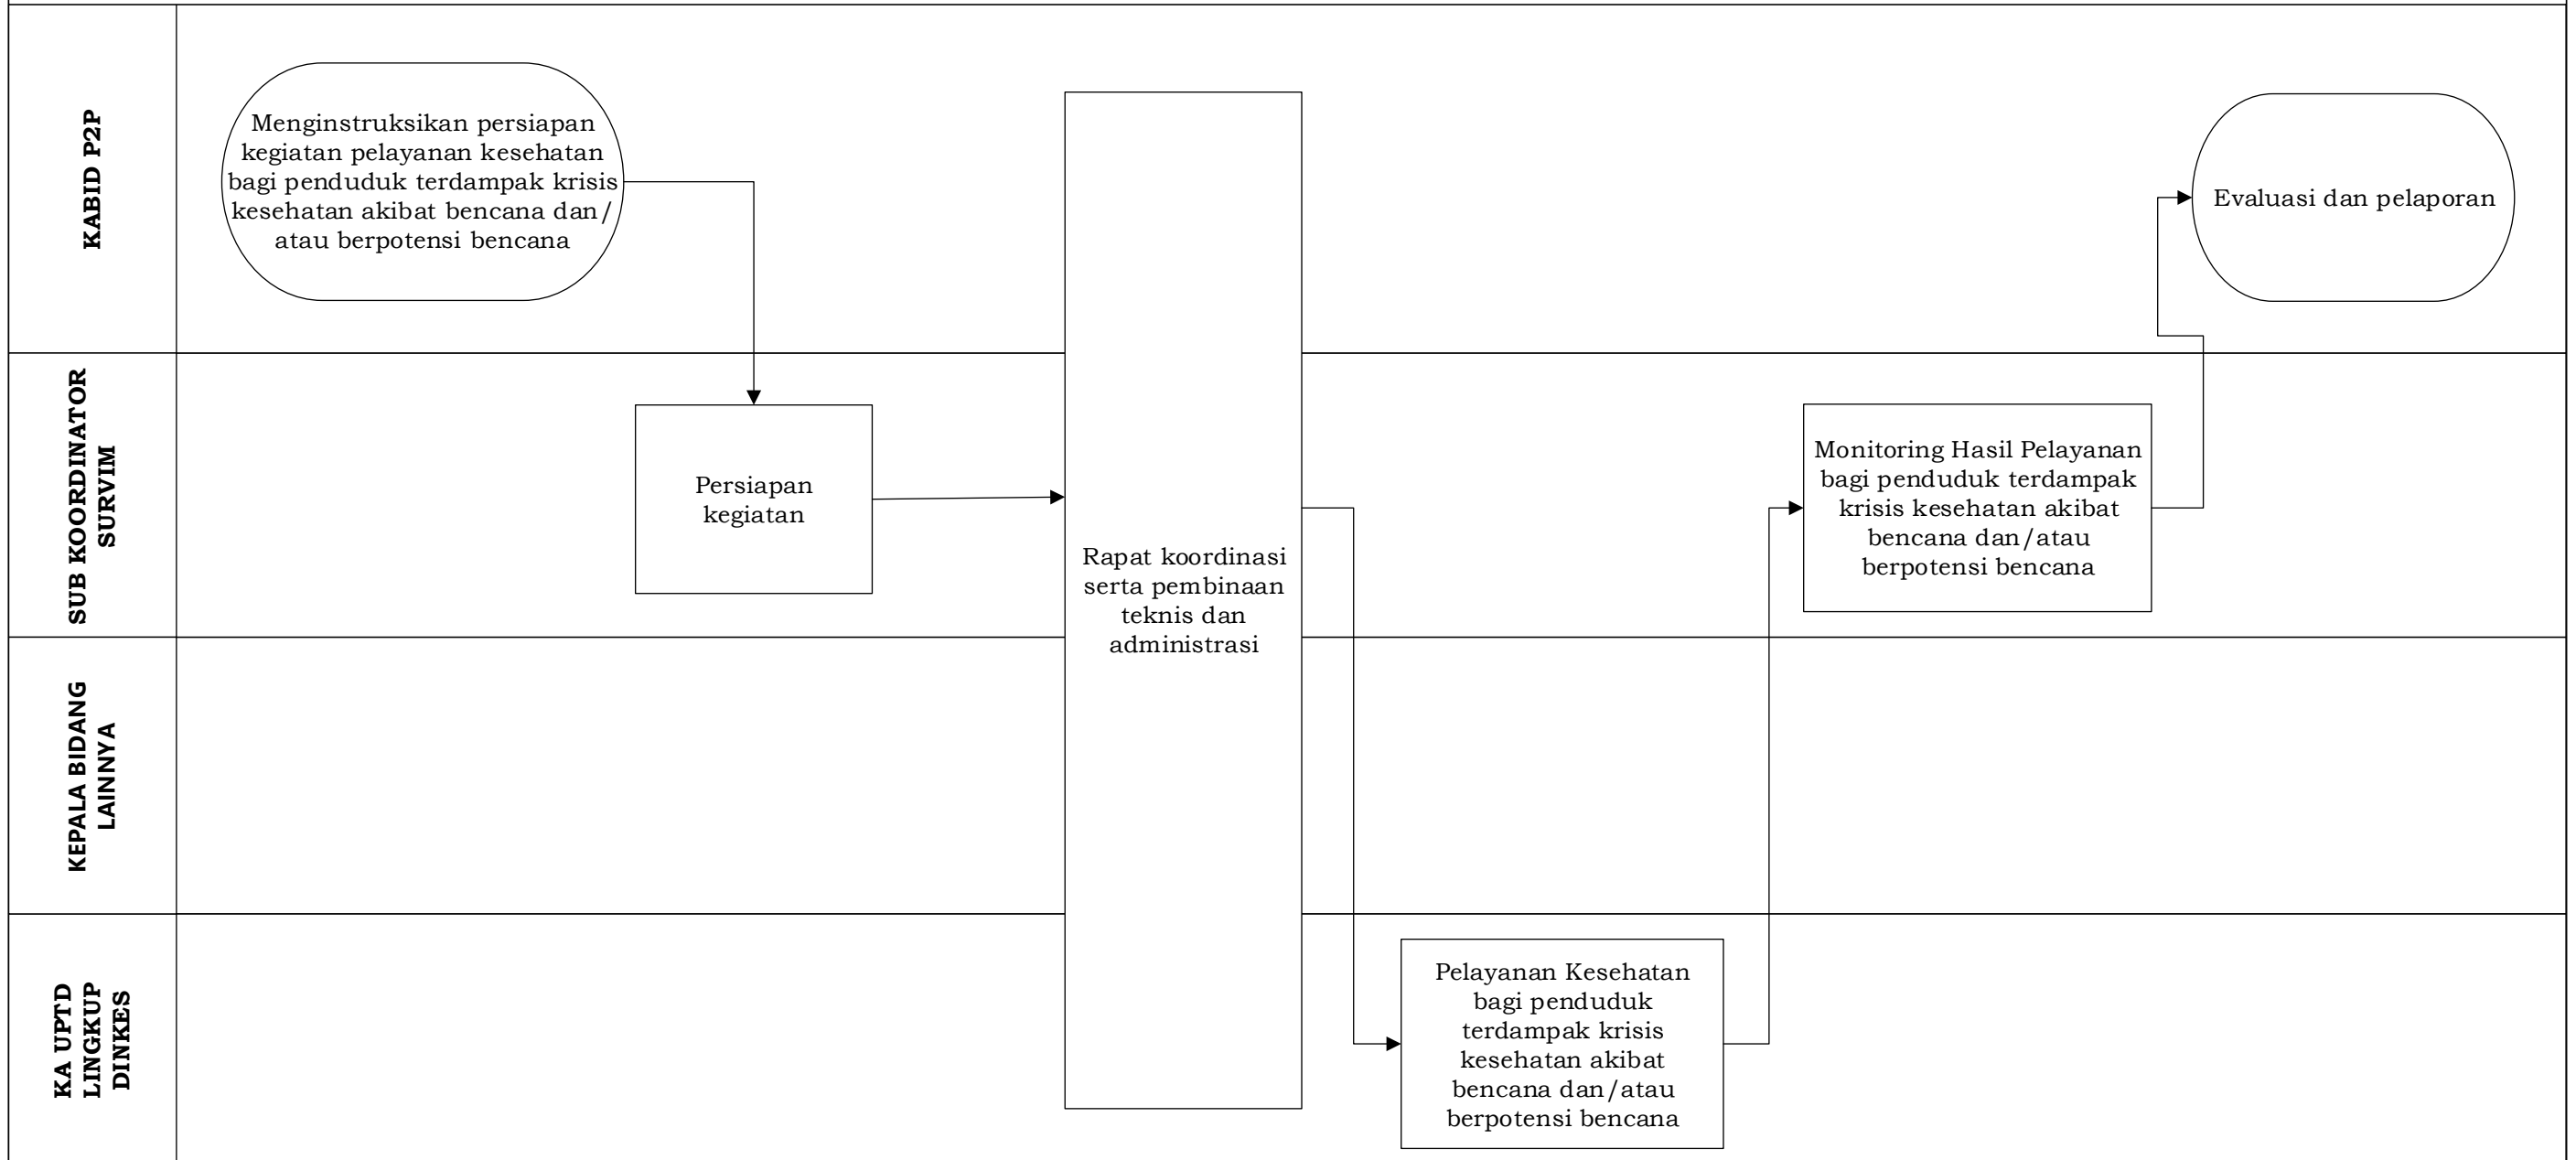 KABID P2P
Menginstruksikan persiapan
kegiatan pelayanan kesehatan
bagi penduduk terdampak krisis
kesehatan akibat bencana dan/
atau berpotensi bencana
Evaluasi dan pelaporan
SUB KOORDINATOR
SURVIM
Persiapan
kegiatan
Rapat koordinasi
serta pembinaan
teknis dan
administrasi
Monitoring Hasil Pelayanan
bagi penduduk terdampak
krisis kesehatan akibat
bencana dan/atau
berpotensi bencana
KEPALA BIDANG
LAINNYA
KA UPTD
LINGKUP
DINKES
Pelayanan Kesehatan
bagi penduduk
terdampak krisis
kesehatan akibat
bencana dan/atau
berpotensi bencana